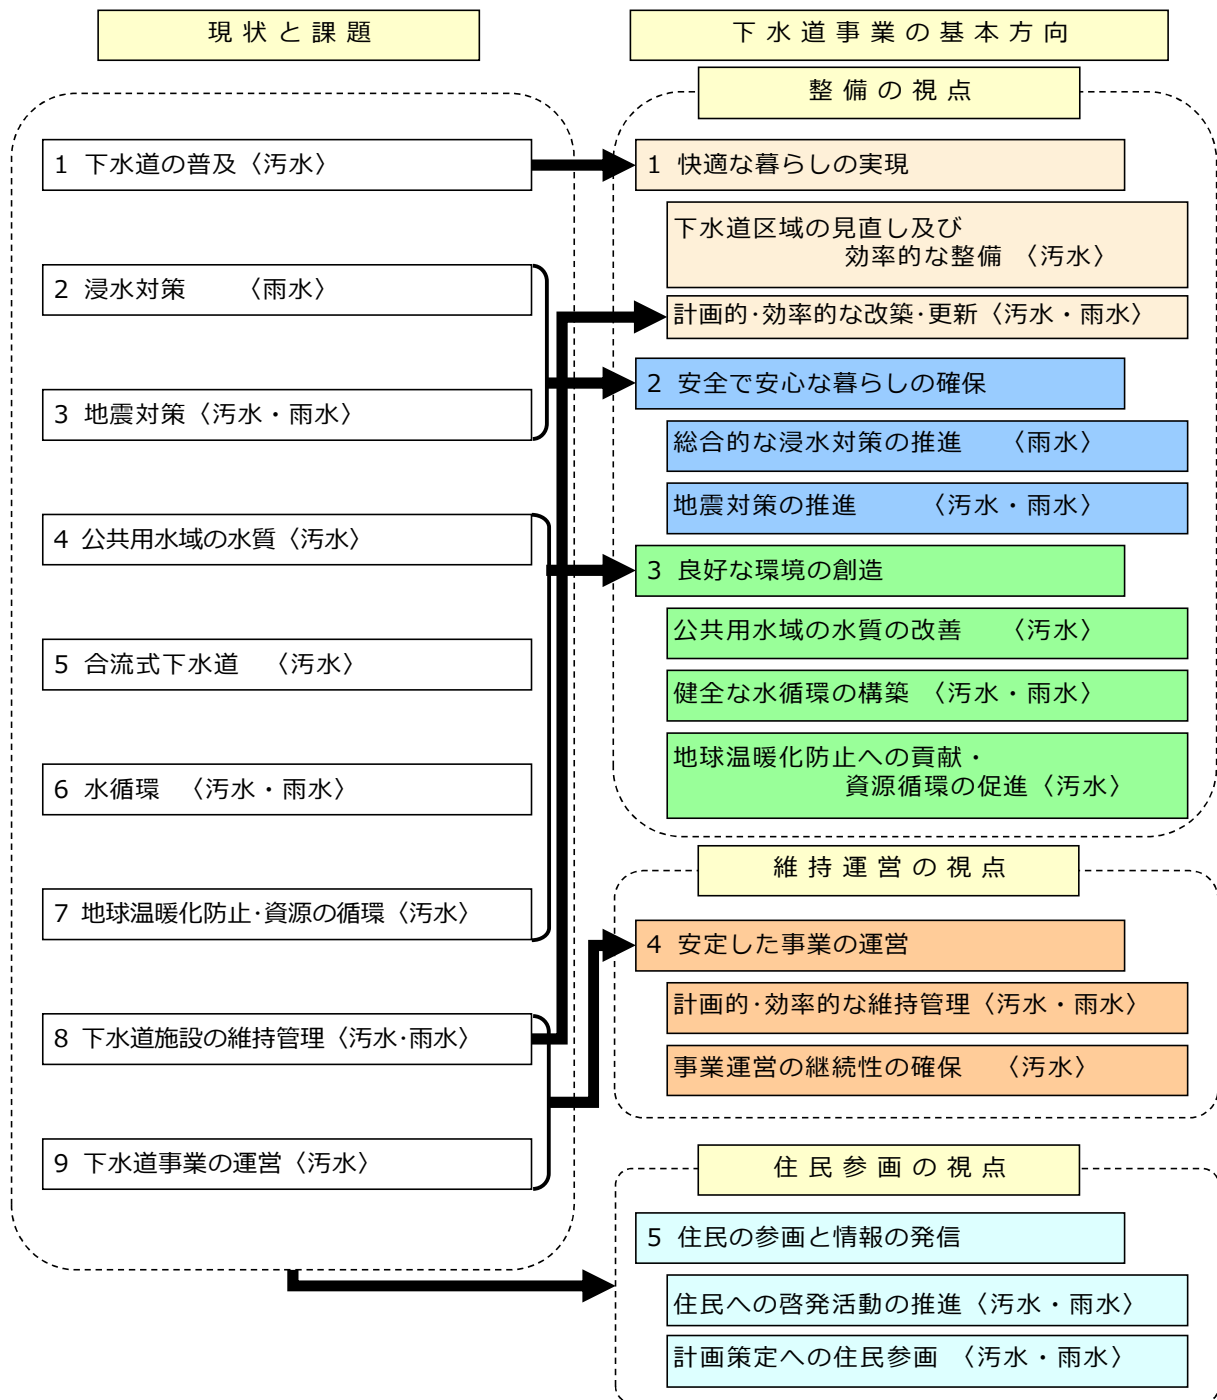 現状と課題
1 下水道の普及〈汚水〉
2 浸水対策 〈雨水〉
3 地震対策〈汚水・雨水〉
4 公共用水域の水質〈汚水〉
5 合流式下水道 〈汚水〉
6 水循環 〈汚水・雨水〉
7 地球温暖化防止･資源の循環〈汚水〉
8 下水道施設の維持管理〈汚水･雨水〉
9 下水道事業の運営〈汚水〉
下水道事業の基本方向
整備の視点
1 快適な暮らしの実現
下水道区域の見直し及び
効率的な整備 〈汚水〉
計画的･効率的な改築･更新〈汚水・雨水〉
2 安全で安心な暮らしの確保
総合的な浸水対策の推進 〈雨水〉
地震対策の推進 〈汚水・雨水〉
3 良好な環境の創造
公共用水域の水質の改善 〈汚水〉
健全な水循環の構築 〈汚水・雨水〉
地球温暖化防止への貢献・
資源循環の促進〈汚水〉
維持運営の視点
4 安定した事業の運営
計画的･効率的な維持管理〈汚水・雨水〉
事業運営の継続性の確保 〈汚水〉
住民参画の視点
5 住民の参画と情報の発信
住民への啓発活動の推進〈汚水・雨水〉
計画策定への住民参画 〈汚水・雨水〉